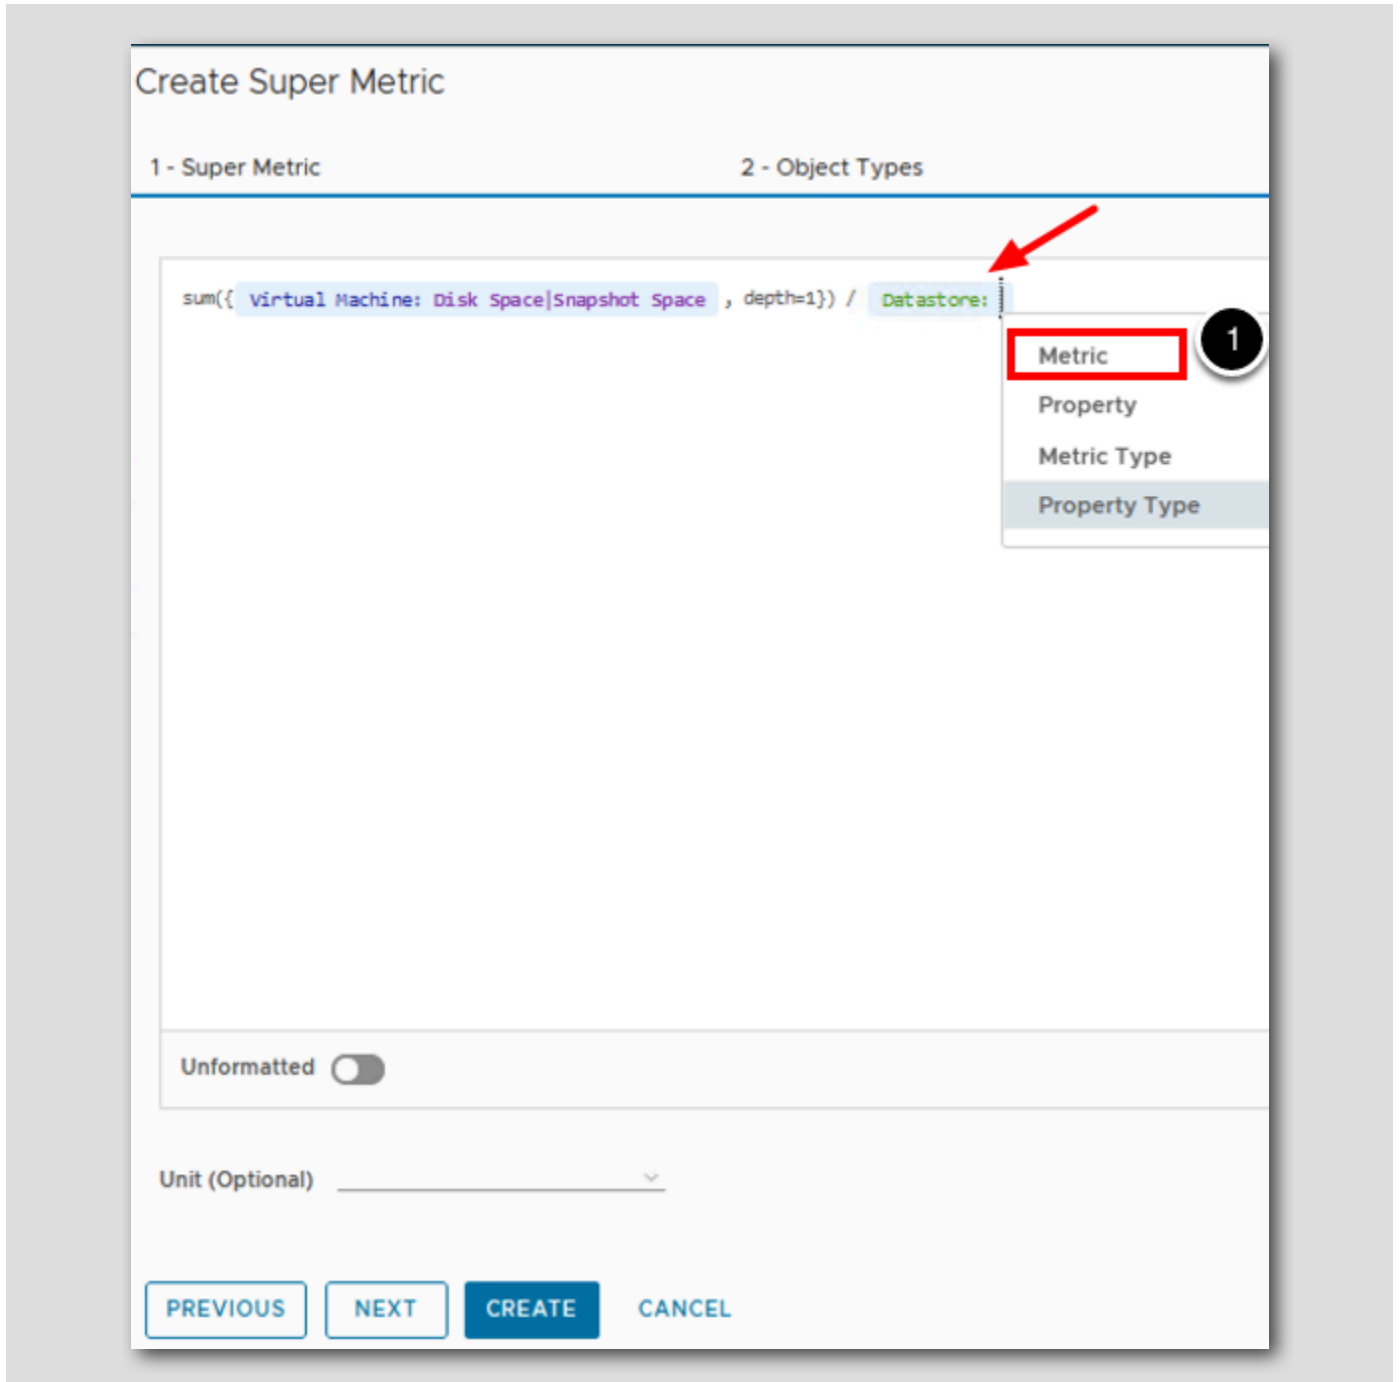 Create Super Metric
1 - Super Metric
2 - Object Types
sum({ Virtual Machine: Disk Space|Snapshot Space , depth=1}) / Datastore:
1
Metric
Property
Metric Type
Property Type
Unformatted
Unit (Optional)
PREVIOUS NEXT CREATE CANCEL